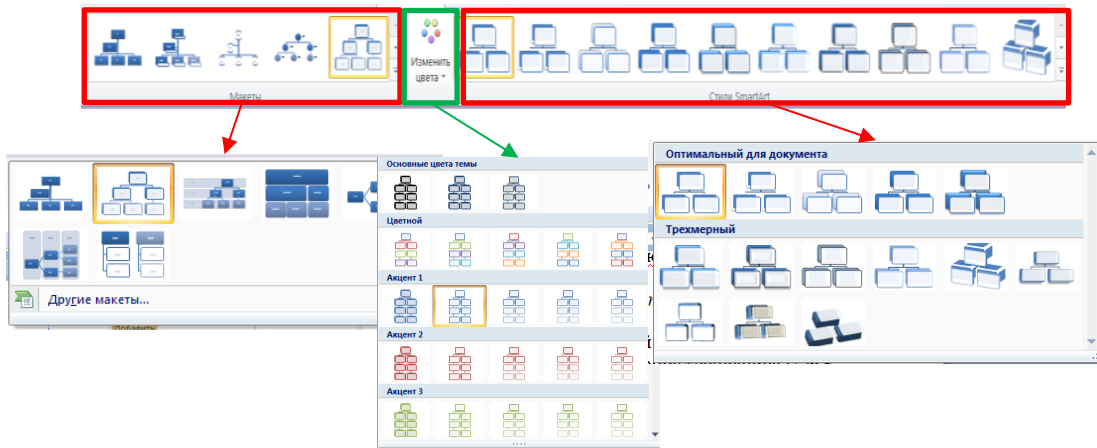 Изменить
цвета
Макеты
Стили SmartArt
Другие макеты...
Добавить
Основные цвета темы
Цветной
Акцент 1
Акцент 2
Акцент 3
Оптимальный для документа
Трехмерный